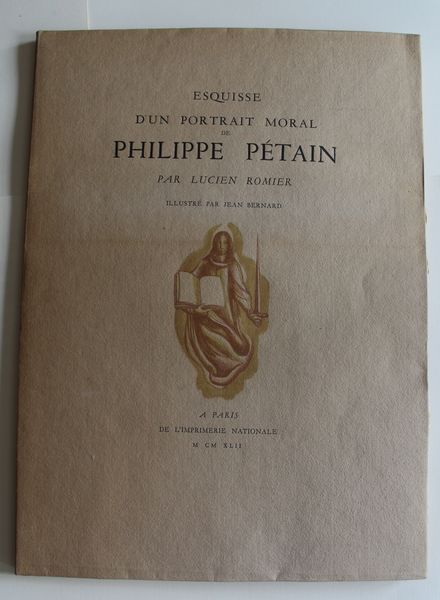 ESQUISSE
D'UN PORTRAIT MORAL
DE
PHILIPPE PÉTAIN
PAR LUCIEN ROMIER
ILLUSTRÉ PAR JEAN BERNARD
A PARIS
DE L'IMPRIMERIE NATIONALE
M CM XLII